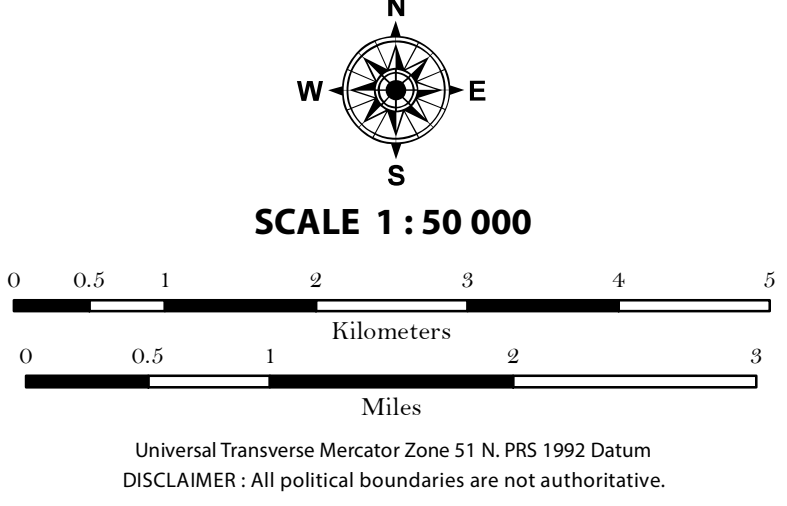 N
W E
S
SCALE 1 : 50 000
0 0.5 1 2 3 4 5
Kilometers
0 0.5 1 2 3
Miles
Universal Transverse Mercator Zone 51 N. PRS 1992 Datum
DISCLAIMER : All political boundaries are not authoritative.